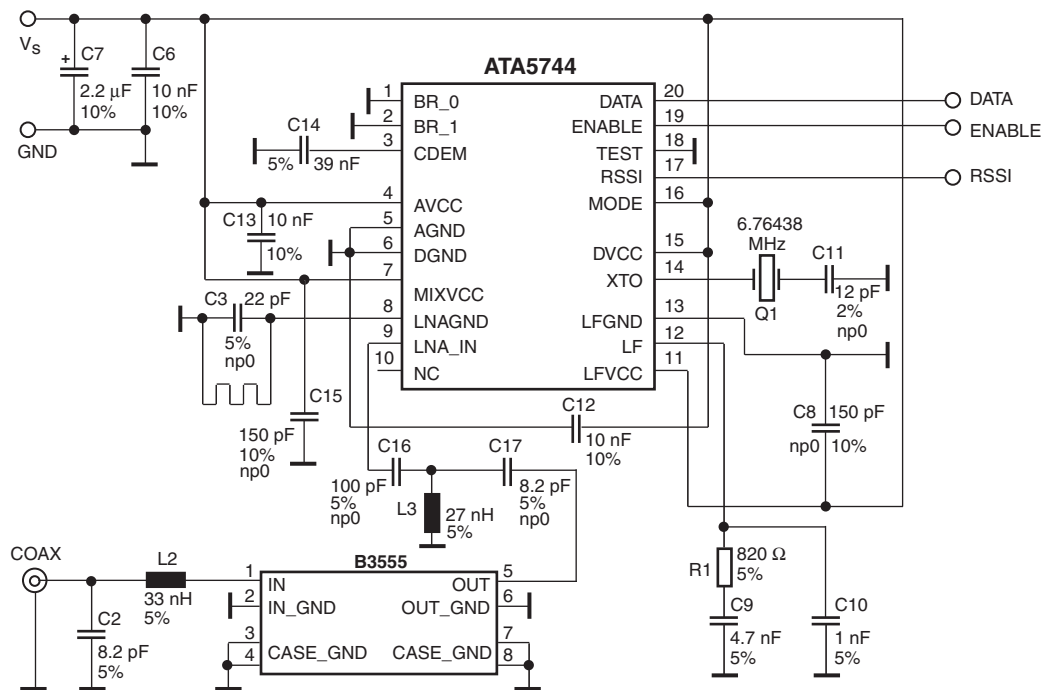 VS
+
C7
2.2 μF
10%
C6
10 nF
10%
GND
ATA5744
1
BR_0
2
BR_1
3
CDEM
4
AVCC
5
AGND
6
DGND
7
MIXVCC
8
LNAGND
9
LNA_IN
10
NC
20
DATA
19
ENABLE
18
TEST
17
RSSI
16
MODE
15
DVCC
14
XTO
13
LFGND
12
LF
11
LFVCC
DATA
ENABLE
RSSI
C14
5%
39 nF
C13
10 nF
10%
C3
22 pF
5%
np0
C15
150 pF
10%
np0
6.76438
MHz
Q1
C11
12 pF
2%
np0
C12
10 nF
10%
C8
150 pF
np0
10%
C16
100 pF
5%
np0
C17
8.2 pF
5%
np0
L3
27 nH
5%
COAX
L2
33 nH
5%
C2
8.2 pF
5%
B3555
1
IN
2
IN_GND
3
4
CASE_GND
5
OUT
6
OUT_GND
7
8
CASE_GND
R1
820 Ω
5%
C9
4.7 nF
5%
C10
1 nF
5%